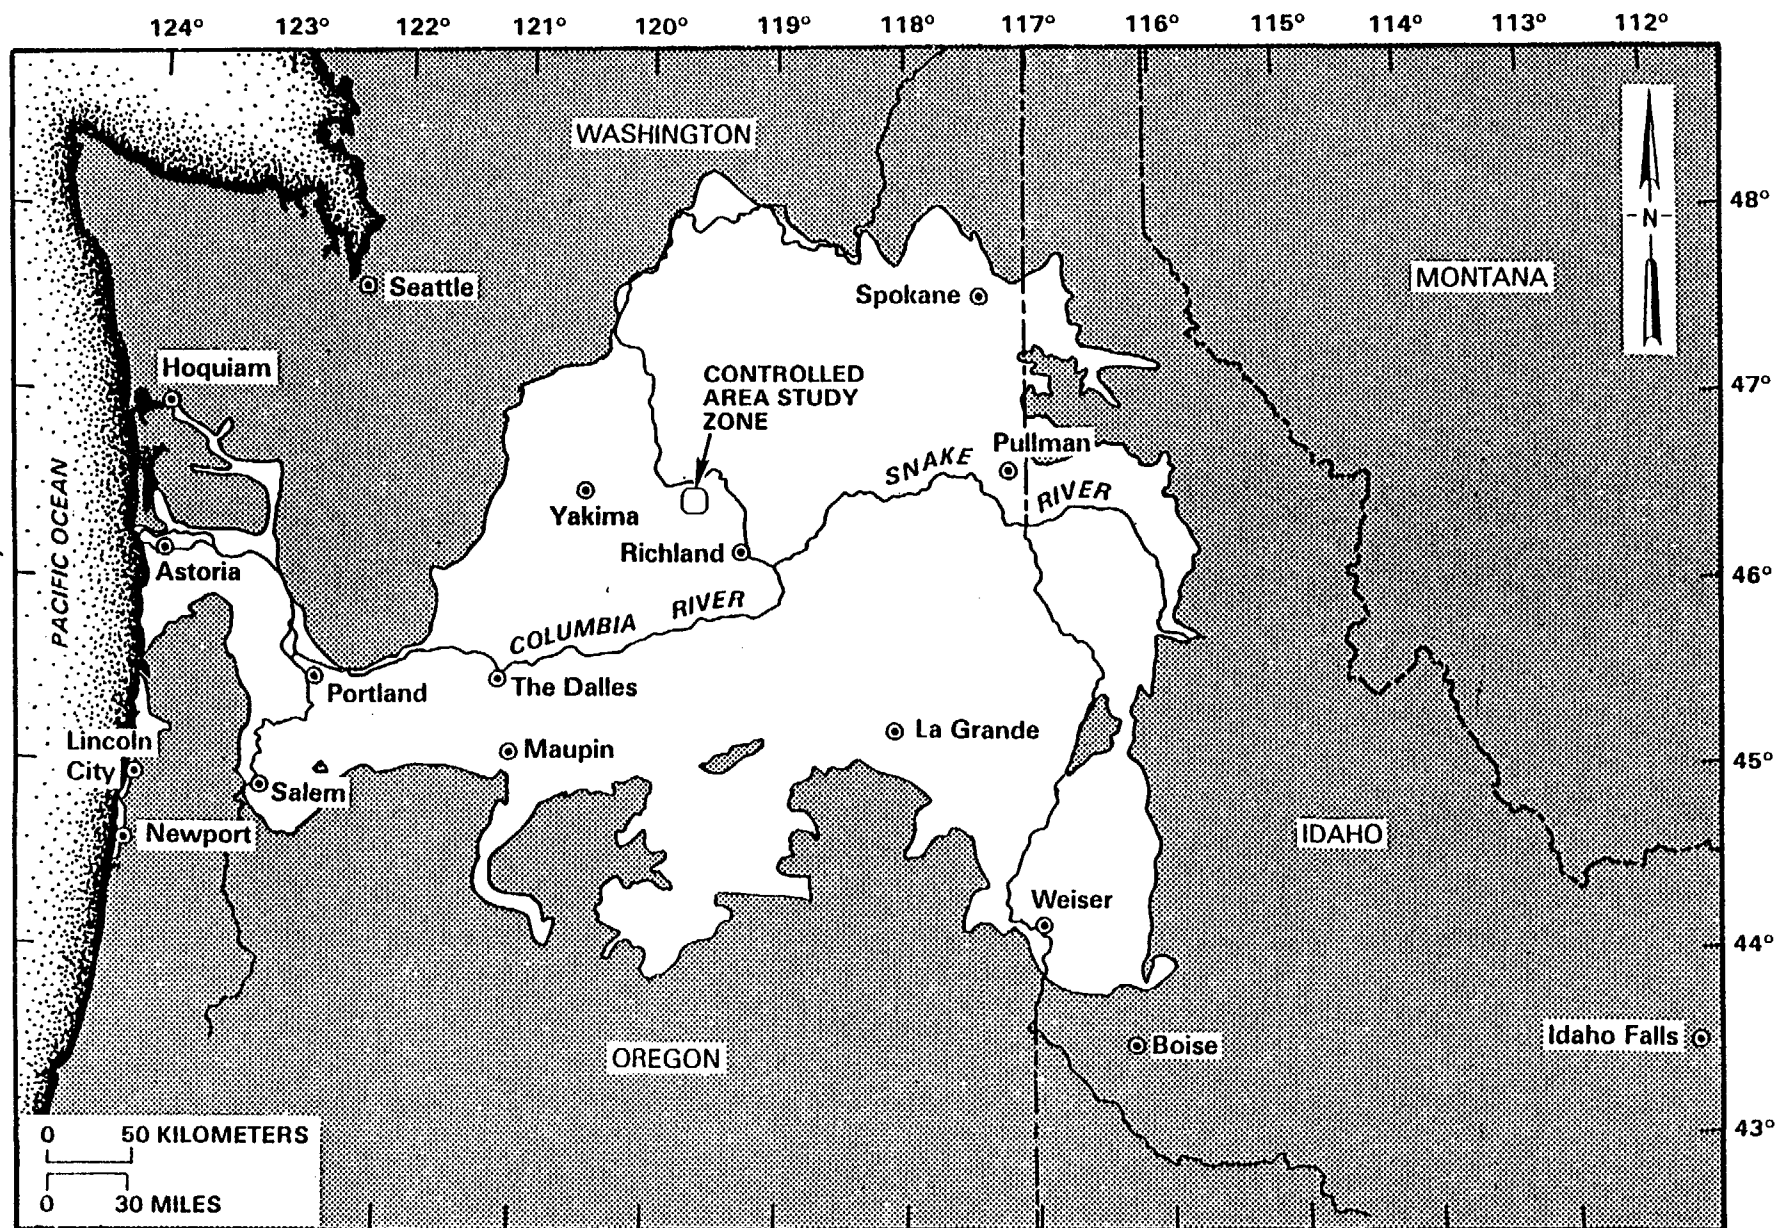 124° 123° 122° 121° 120° 119° 118° 117° 116° 115° 114° 113° 112°
WASHINGTON
48°
N
Seattle
MONTANA
Spokane
Hoquiam
47°
CONTROLLED
AREA STUDY
ZONE
Pullman
SNAKE
RIVER
Yakima
PACIFIC OCEAN
Richland
Astoria
46°
COLUMBIA
RIVER
Portland
The Dalles
Lincoln
City
La Grande
Maupin
45°
Salem
Newport
IDAHO
Weiser
44°
Idaho Falls
Boise
OREGON
0 50 KILOMETERS
43°
0 30 MILES